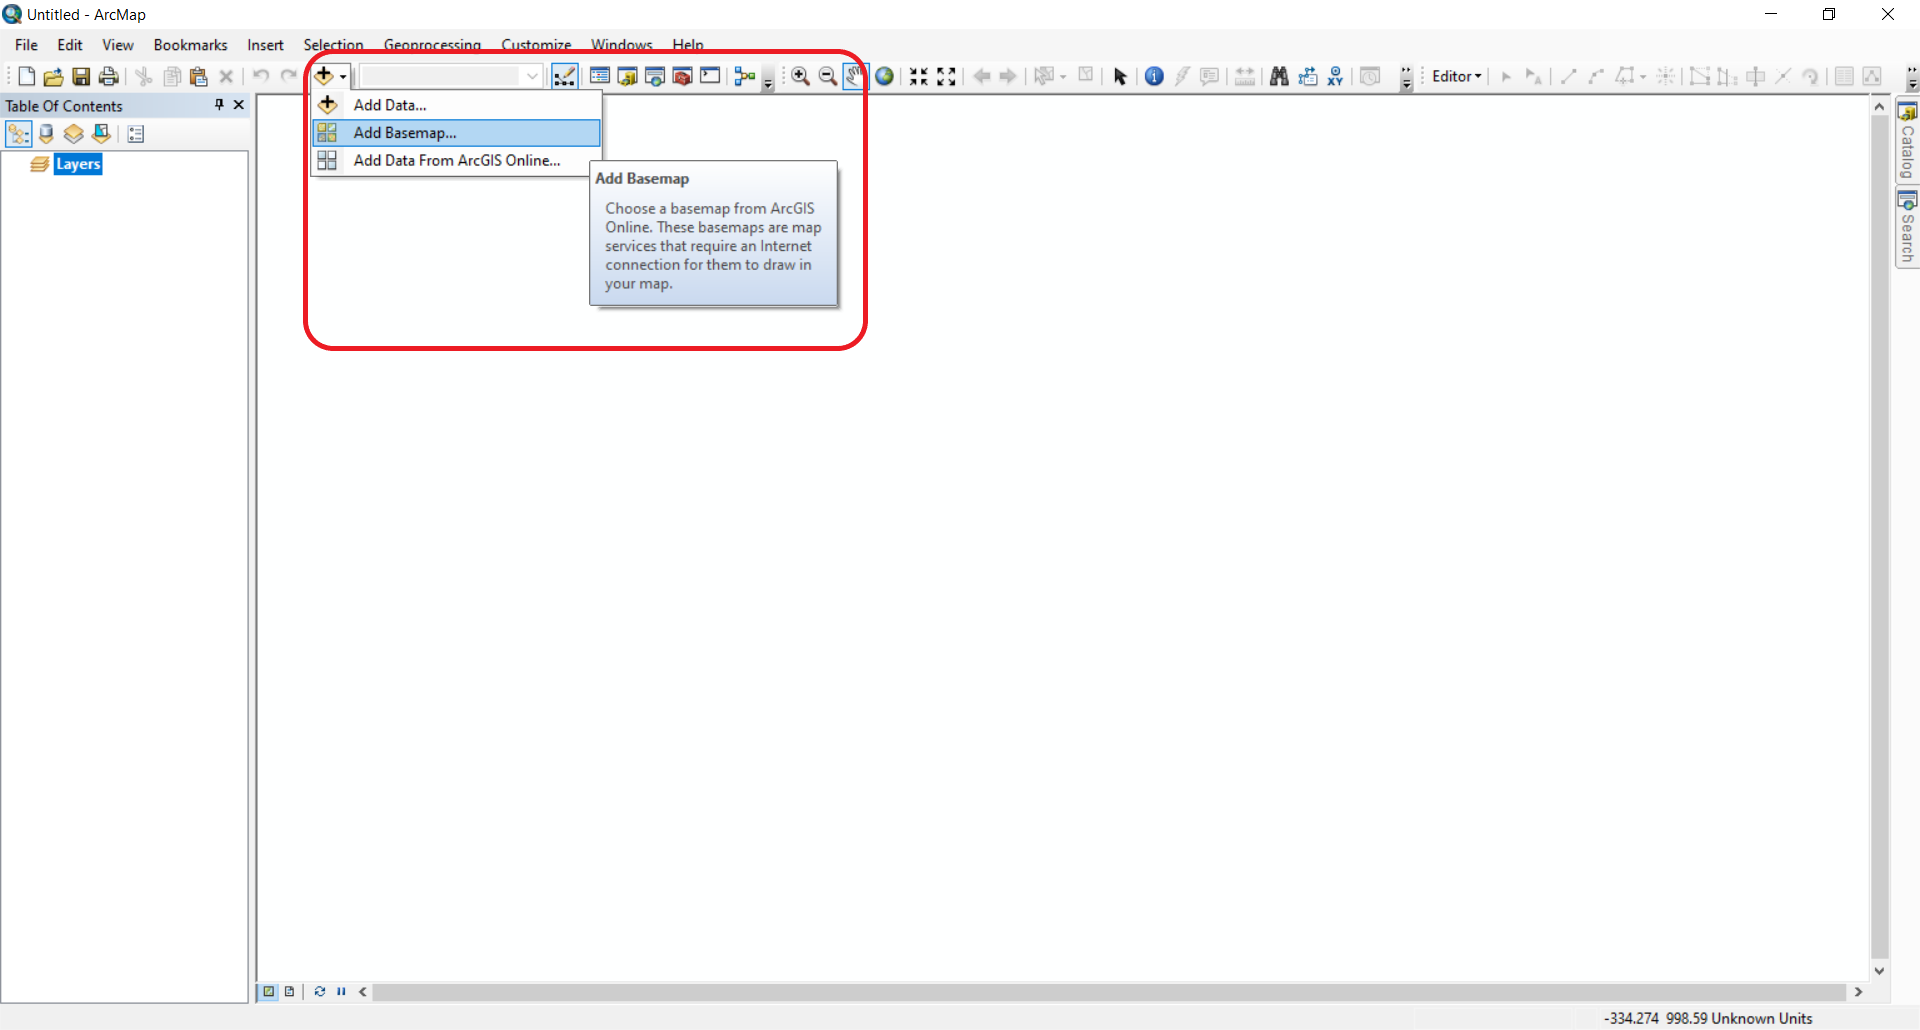 Untitled - ArcMap
File Edit View Bookmarks Insert Selection Geoprocessing Customize Windows Help
Editor
Table Of Contents
Layers
Add Data...
Add Basemap...
Add Data From ArcGIS Online...
Add Basemap
Choose a basemap from ArcGIS
Online. These basemaps are map
services that require an Internet
connection for them to draw in
your map.
Catalog
Search
-334.274 998.59 Unknown Units